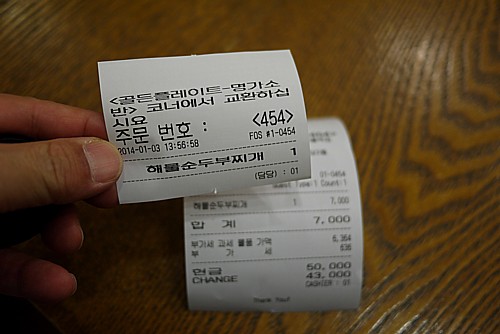 <골든플레이트-명가소
반> 코너에서 교환하십
시요
주문 번호 : <454>
2014-01-03 13:56:58 POS #1-0454
해물순두부찌개 1
(담당) : 01
01-0454
해물순두부찌개 1 7,000
합 계 7,000
부가세 과세 물품 가액 6,364
부 가 세 636
현금 50,000
CHANGE 43,000
CASHIER : 01
Thank You!